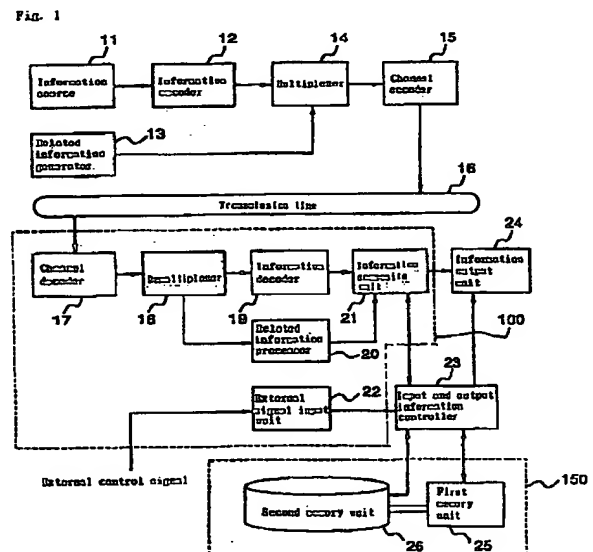 Fig. 1
11
12
14
15
Information
source
Information
encoder
Multiplexer
Channel
encoder
13
Related
information
generator
16
Transmission line
24
Channel
decoder
Demultiplexer
Information
decoder
Information
composite
unit
Information
output
unit
17
18
19
21
100
Related information
processor
20
22
23
External
signal input
unit
Input and output
information
controller
External control signal
150
Second memory unit
First
memory
unit
26
25